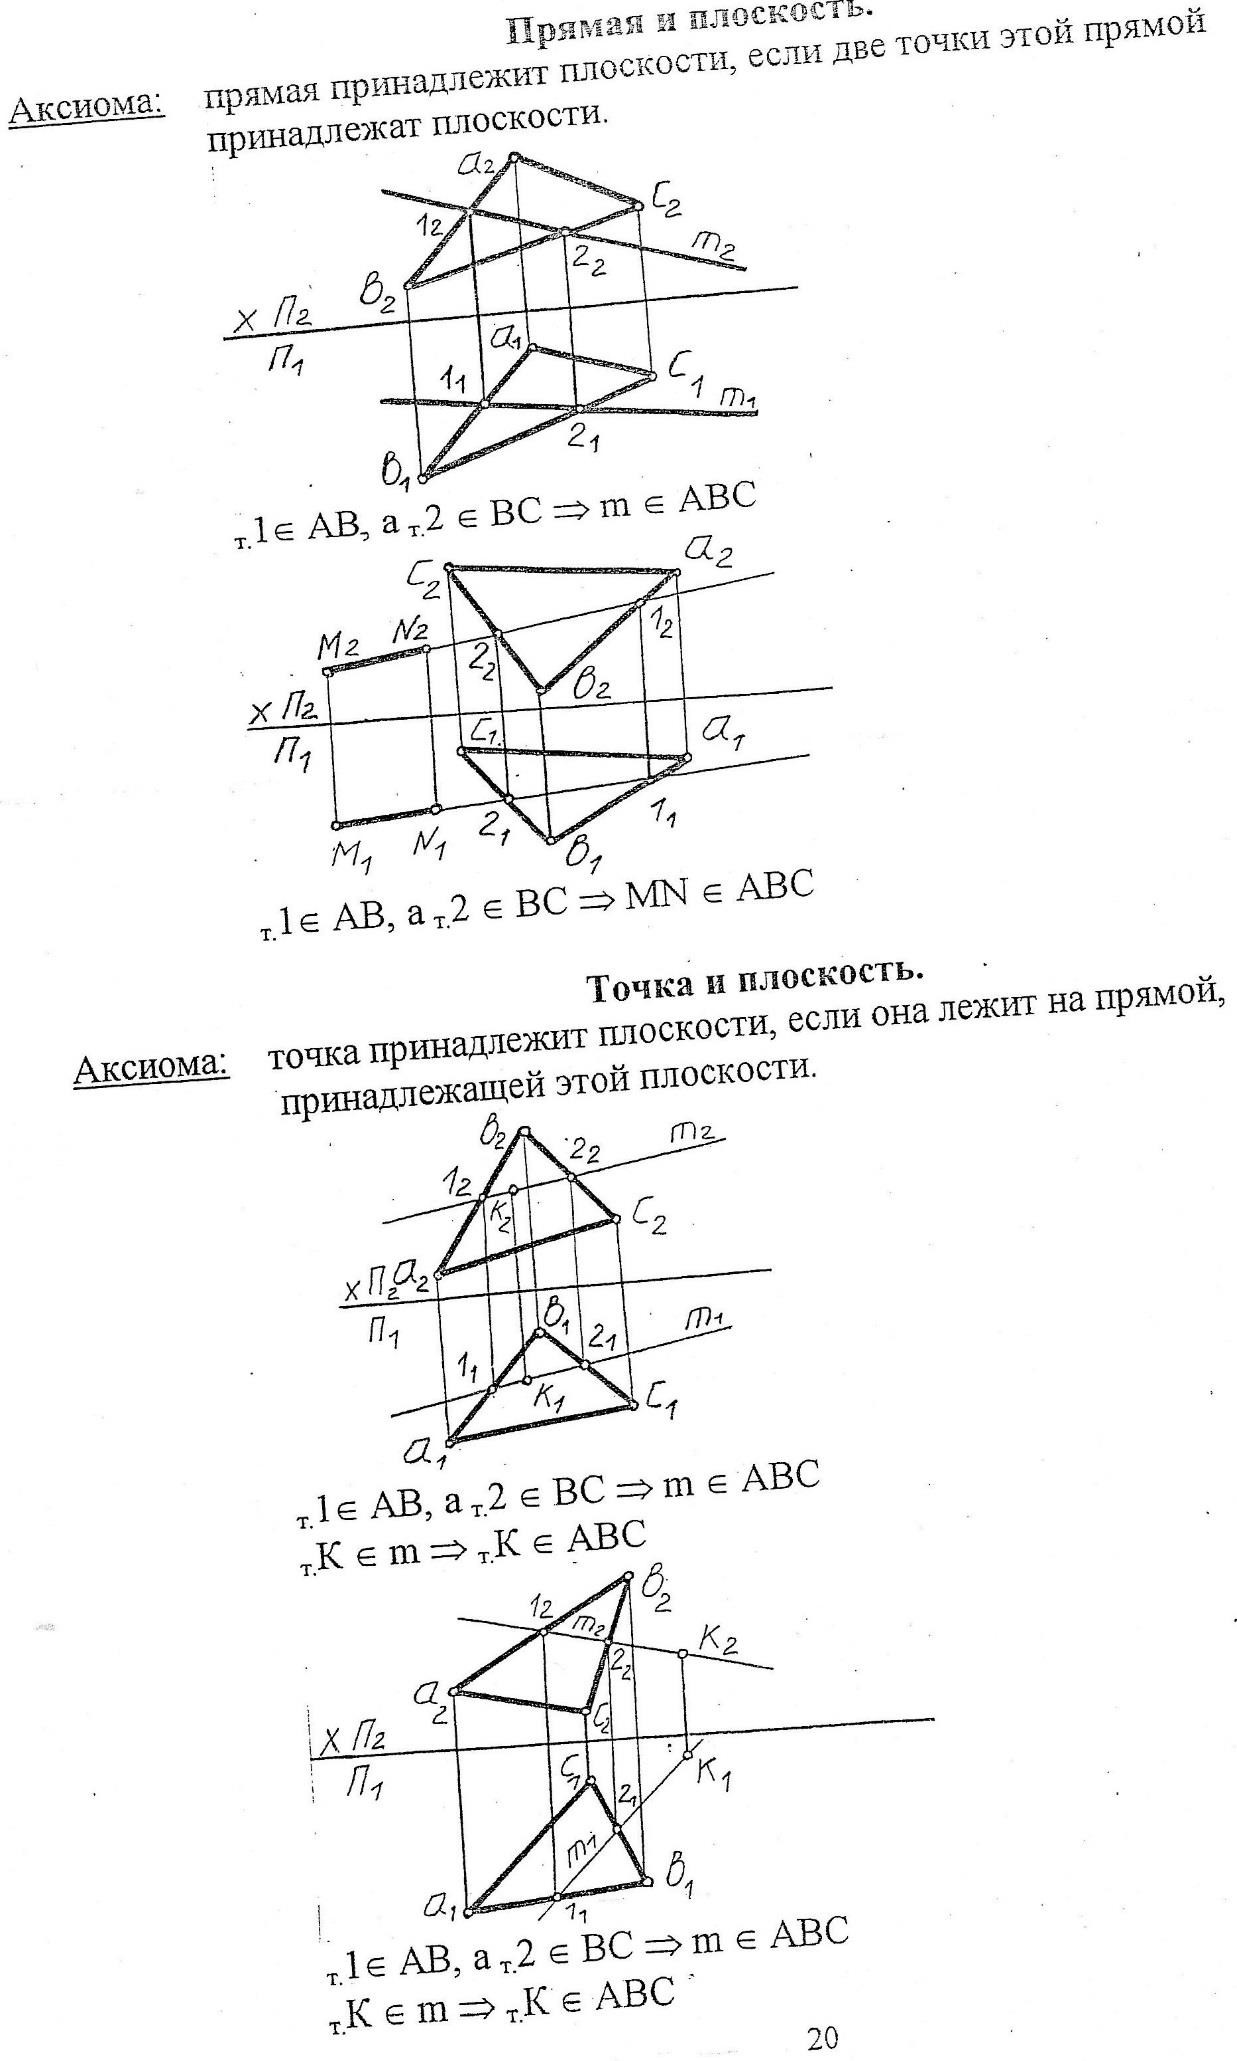 Прямая и плоскость.
Аксиома: прямая принадлежит плоскости, если две точки этой прямой
принадлежат плоскости.
a2
C2
12
m2
22
B2
x П2
П1
a1
11
C1
m1
21
B1
т.1∈ AB, а т.2 ∈ BC ⇒ m ∈ ABC
C2
a2
M2
N2
12
22
B2
x П2
П1
C1
a1
21
11
M1
N1
B1
т.1∈ AB, а т.2 ∈ BC ⇒ MN ∈ ABC
Точка и плоскость.
Аксиома: точка принадлежит плоскости, если она лежит на прямой,
принадлежащей этой плоскости.
B2
22
m2
12
K2
C2
x П2
a2
П1
B1
21
m1
11
K1
C1
a1
т.1∈ AB, а т.2 ∈ BC ⇒ m ∈ ABC
т.K ∈ m ⇒ т.K ∈ ABC
B2
12
m2
K2
22
a2
C2
x П2
П1
C1
K1
21
m1
B1
a1
11
т.1∈ AB, а т.2 ∈ BC ⇒ m ∈ ABC
т.K ∈ m ⇒ т.K ∈ ABC
20